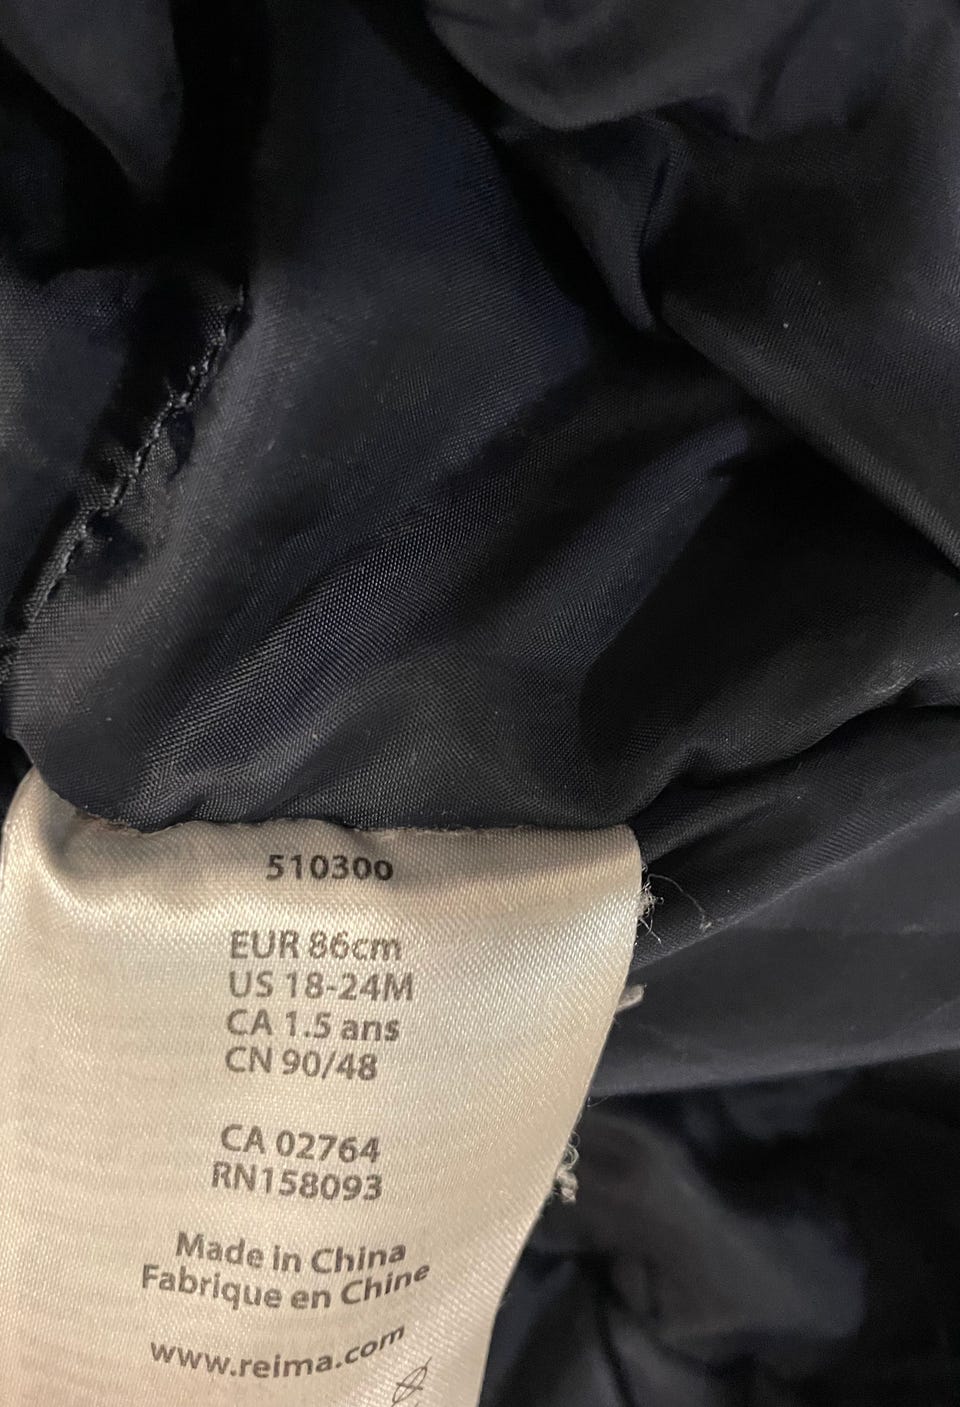 510300
EUR 86cm
US 18-24M
CA 1.5 ans
CN 90/48
CA 02764
RN158093
Made in China
Fabrique en Chine
www.reima.com